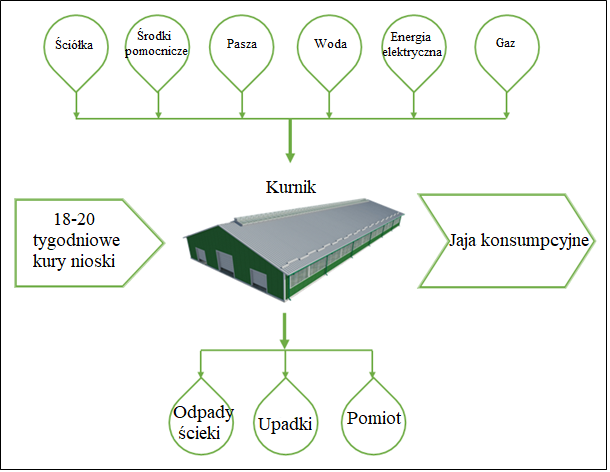 Ściółka
Środki
pomocnicze
Pasza
Woda
Energia
elektryczna
Gaz
Kurnik
18-20
tygodniowe
kury nioski
Jaja konsumpcyjne
Odpady
ścieki
Upadki
Pomiot